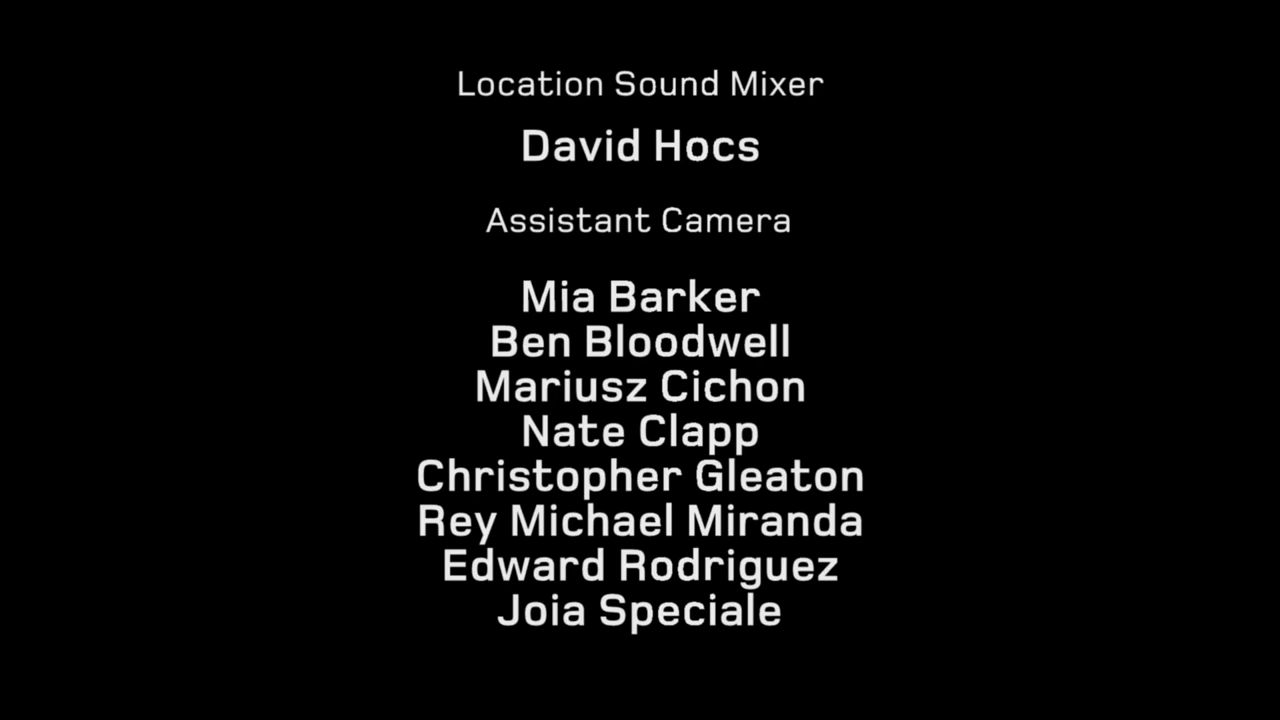 Location Sound Mixer
David Hocs
Assistant Camera
Mia Barker
Ben Bloodwell
Mariusz Cichon
Nate Clapp
Christopher Gleaton
Rey Michael Miranda
Edward Rodriguez
Joia Speciale